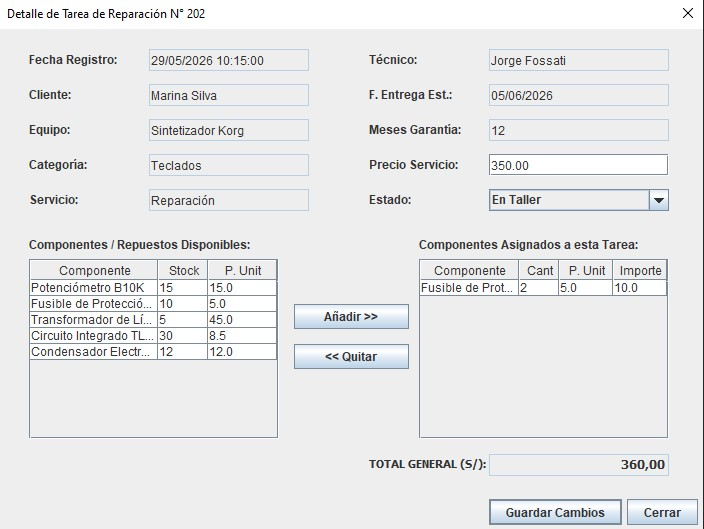 Detalle de Tarea de Reparación N° 202
Fecha Registro: 29/05/2026 10:15:00 Técnico: Jorge Fossati
Cliente: Marina Silva F. Entrega Est.: 05/06/2026
Equipo: Sintetizador Korg Meses Garantía: 12
Categoría: Teclados Precio Servicio: 350.00
Servicio: Reparación Estado: En Taller
Componentes / Repuestos Disponibles:
Componente Stock P. Unit
Potenciómetro B10K 15 15.0
Fusible de Protecció... 10 5.0
Transformador de Lí... 5 45.0
Circuito Integrado TL... 30 8.5
Condensador Electr... 12 12.0
Añadir >>
<< Quitar
Componentes Asignados a esta Tarea:
Componente Cant P. Unit Importe
Fusible de Prot... 2 5.0 10.0
TOTAL GENERAL (S/): 360,00
Guardar Cambios Cerrar